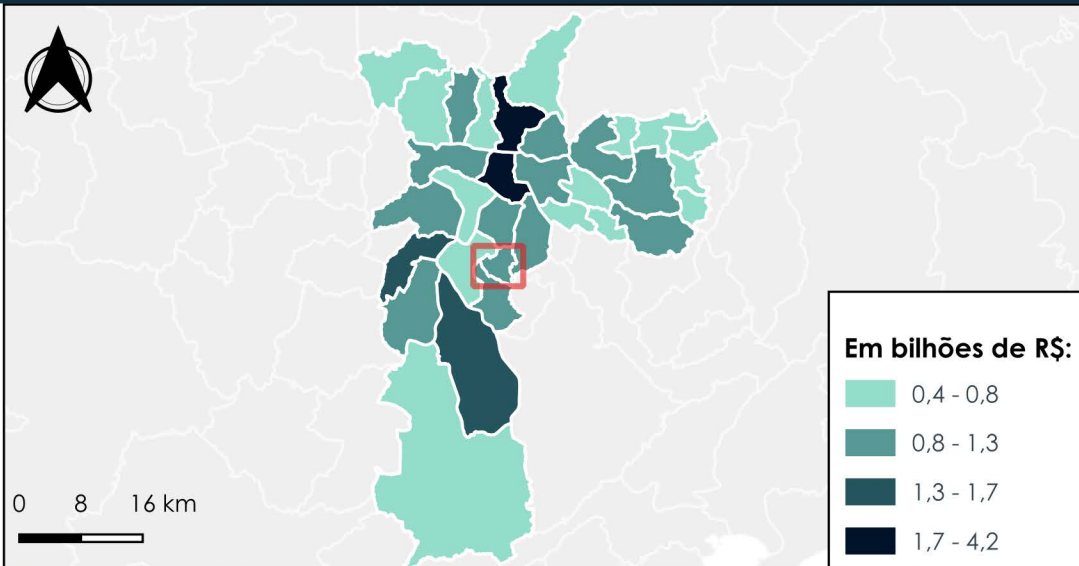 Em bilhões de R$:
0,4 - 0,8
0,8 - 1,3
1,3 - 1,7
1,7 - 4,2
0 8 16 km